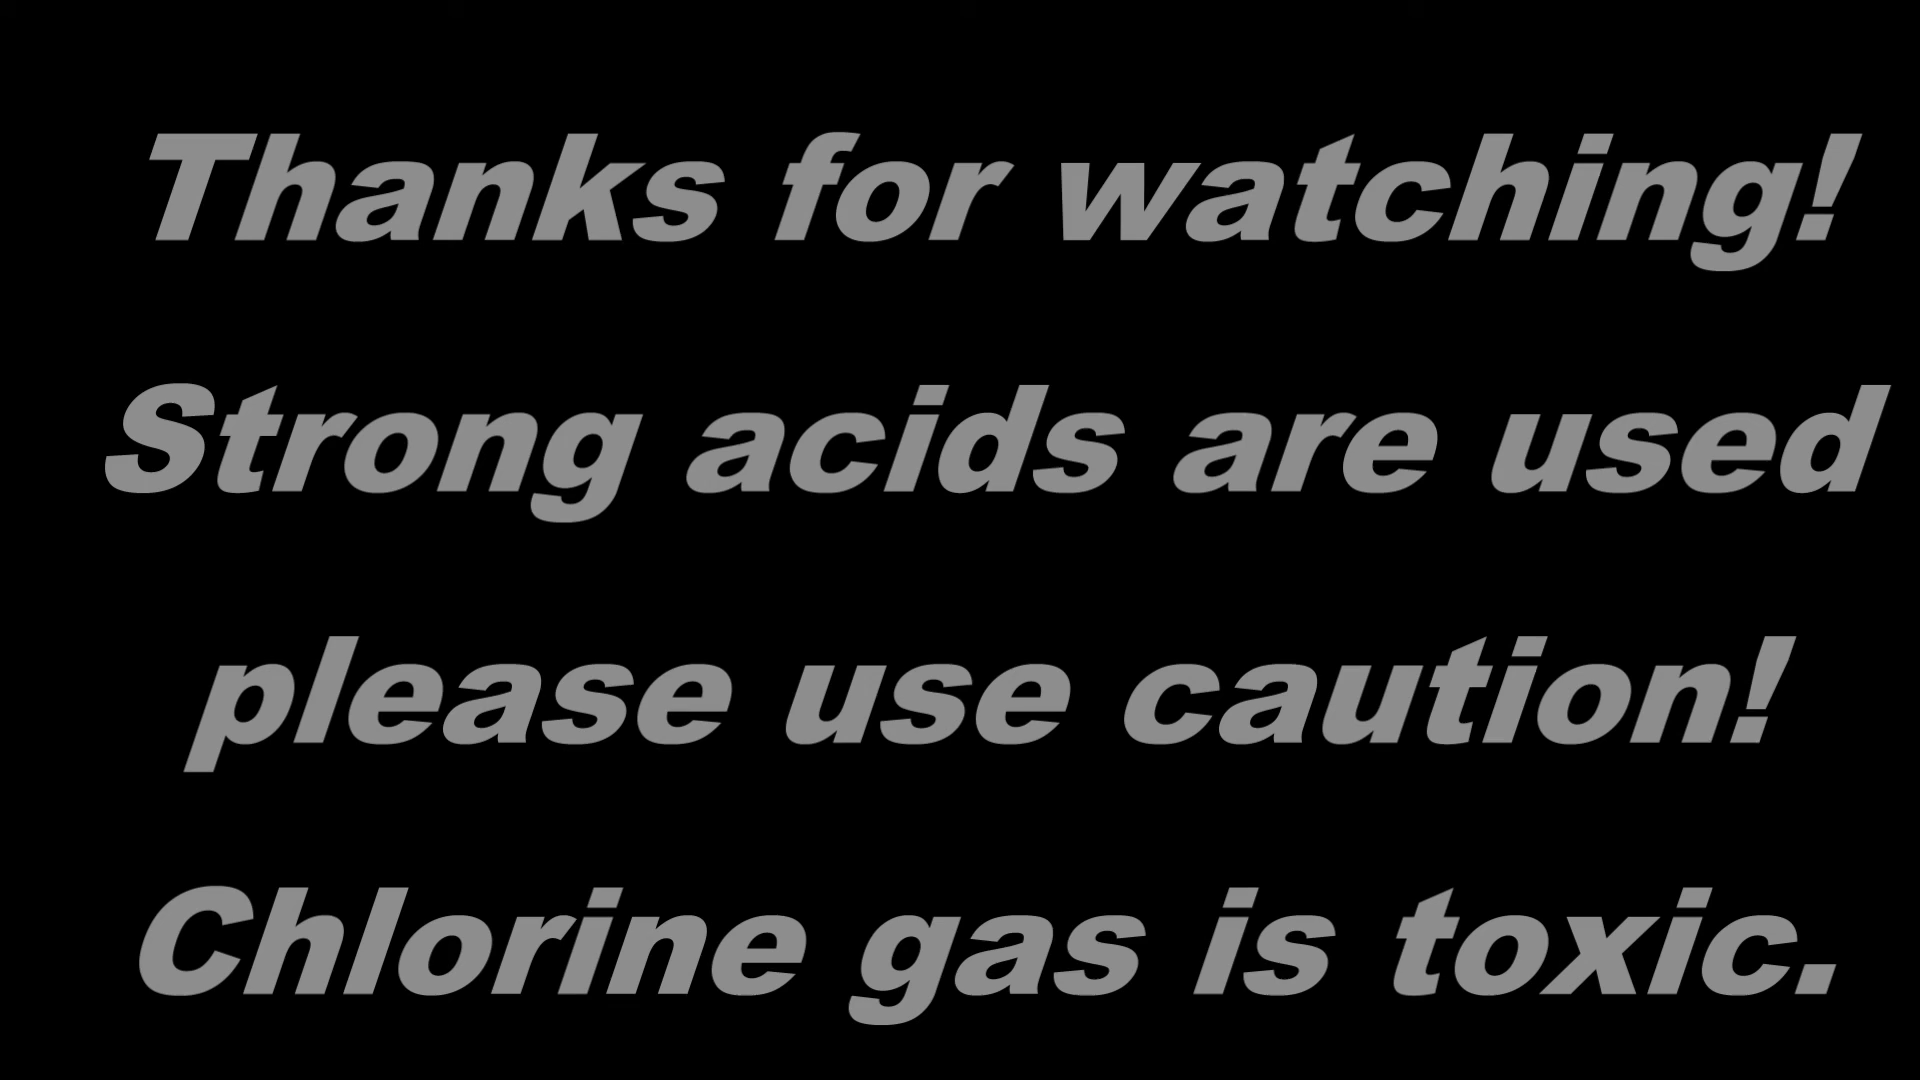 Thanks for watching!
Strong acids are used
please use caution!
Chlorine gas is toxic.